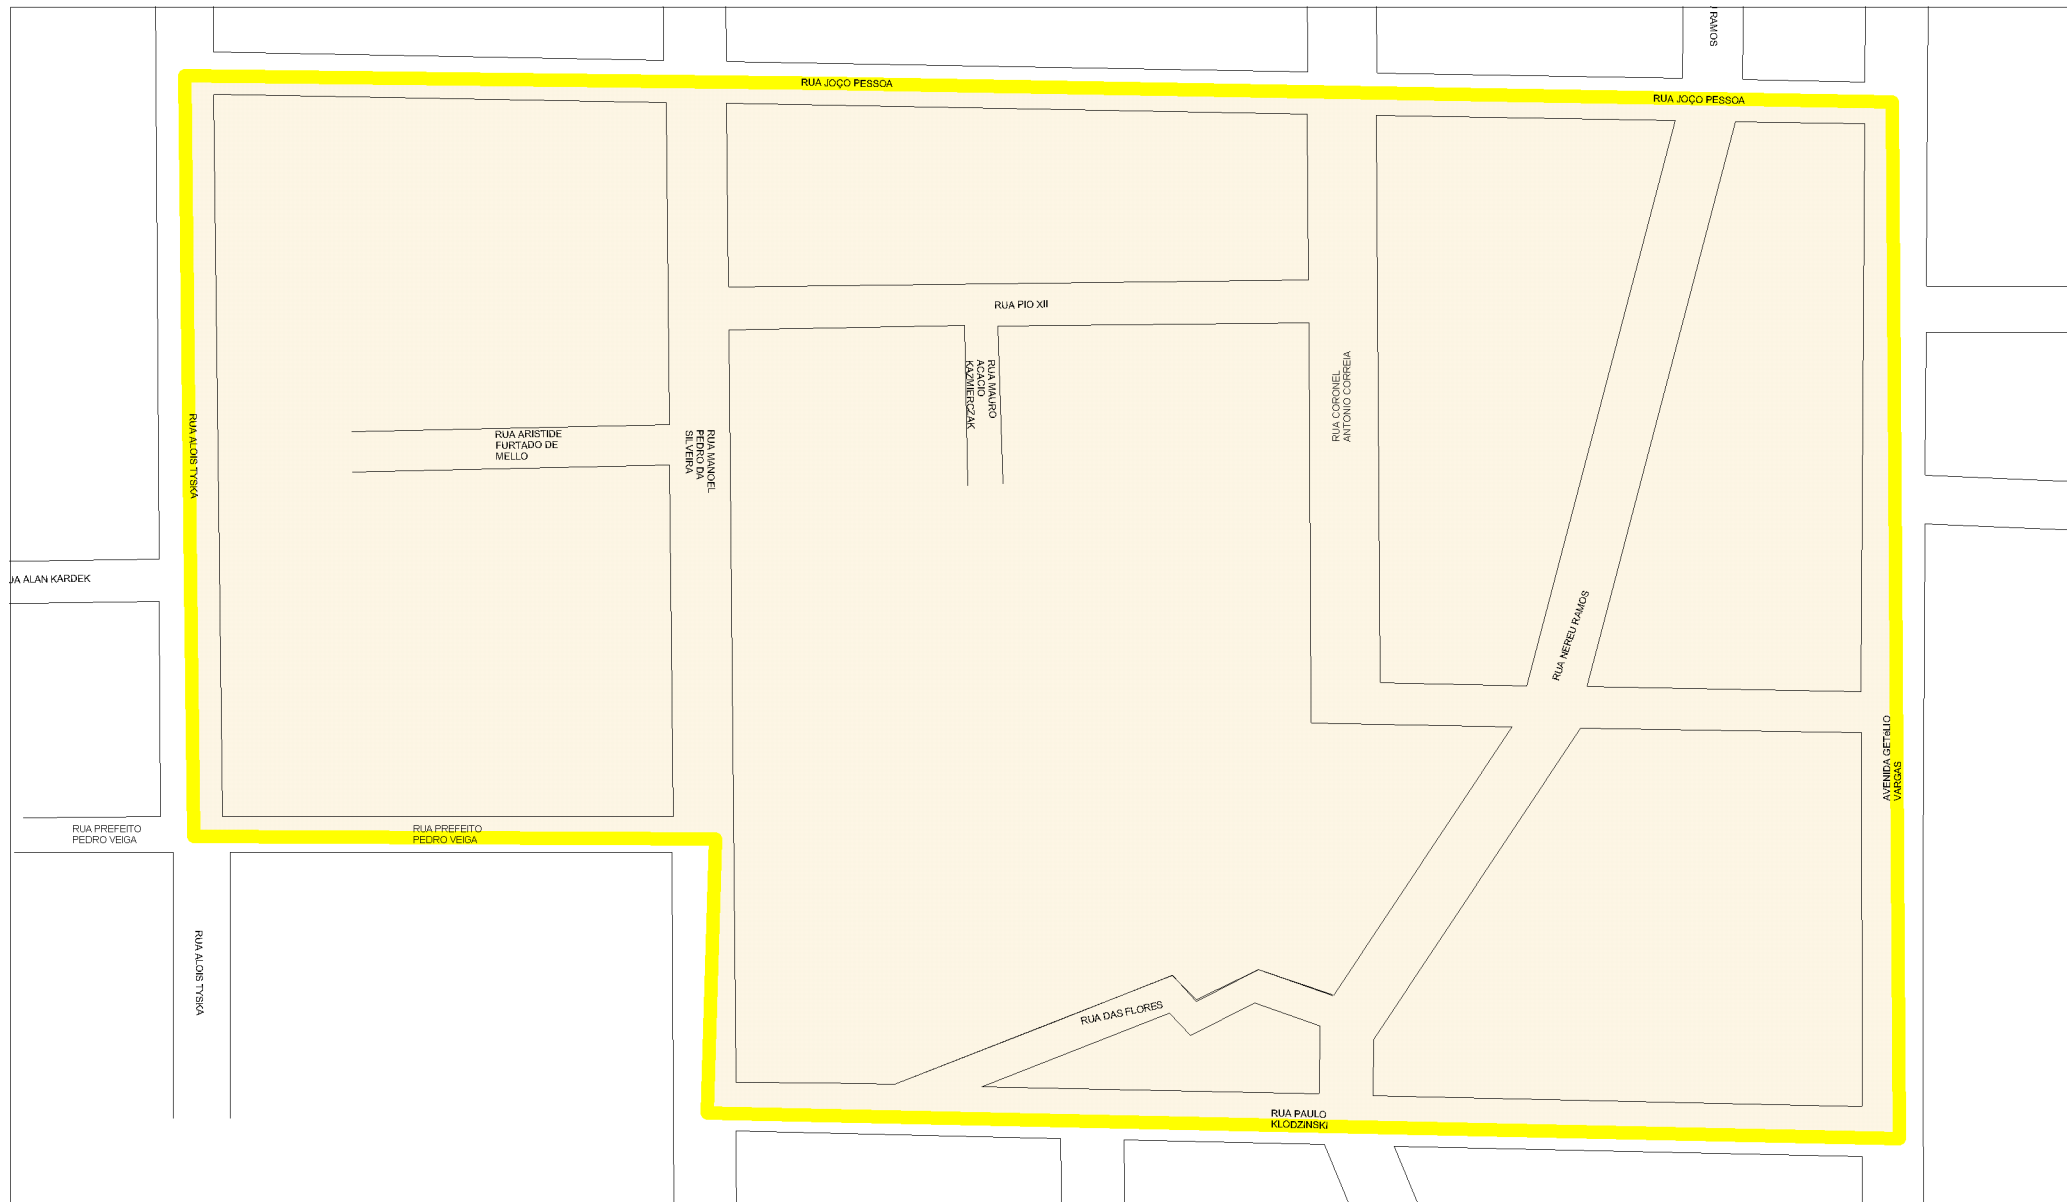 RAMOS
RUA JOÇO PESSOA
RUA JOÇO PESSOA
RUA PIO XII
RUA MAURO
ACACIO
KAZMIERCZAK
RUA CORONEL
ANTONIO CORREIA
RUA ALOIS TYSKA
RUA ARISTIDE
FURTADO DE
MELLO
RUA MANOEL
PEDRO DA
SILVEIRA
UA ALAN KARDEK
RUA NEREU RAMOS
AVENIDA GETéLIO
VARGAS
RUA PREFEITO
PEDRO VEIGA
RUA PREFEITO
PEDRO VEIGA
RUA ALOIS TYSKA
RUA DAS FLORES
RUA PAULO
KLODZINSKI